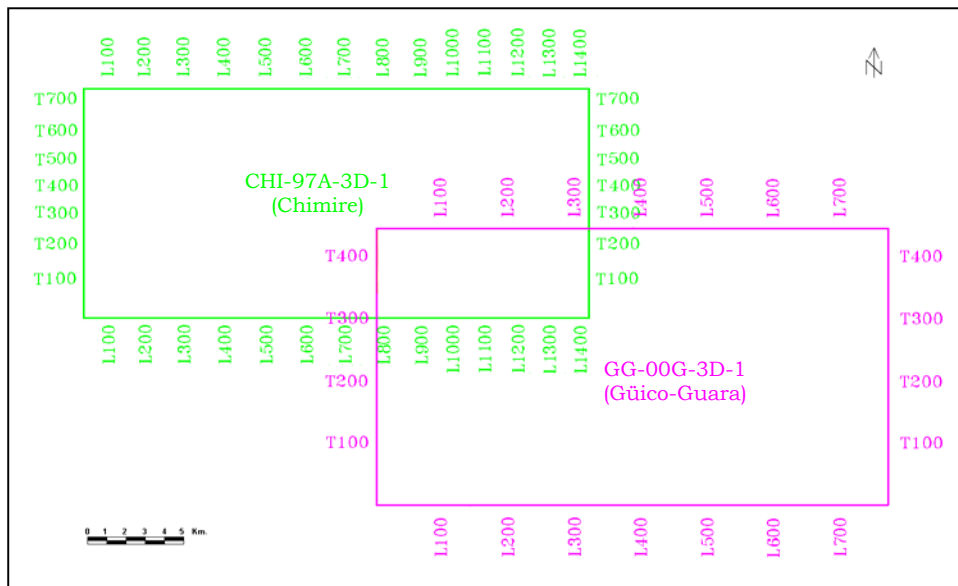 L100 L200 L300 L400 L500 L600 L700 L800 L900 L1000 L1100 L1200 L1300 L1400
N
T700 T700
T600 T600
T500 T500
CHI-97A-3D-1
(Chimire)
T400 T400
T300 T300
T200 T200
T100 T100
L100 L200 L300 L400 L500 L600 L700
T400 T400
T300 T300
L100 L200 L300 L400 L500 L600 L700 L800 L900 L1000 L1100 L1200 L1300 L1400
GG-00G-3D-1
(Güico-Guara)
T200 T200
T100 T100
L100 L200 L300 L400 L500 L600 L700
0 1 2 3 4 5 Km.